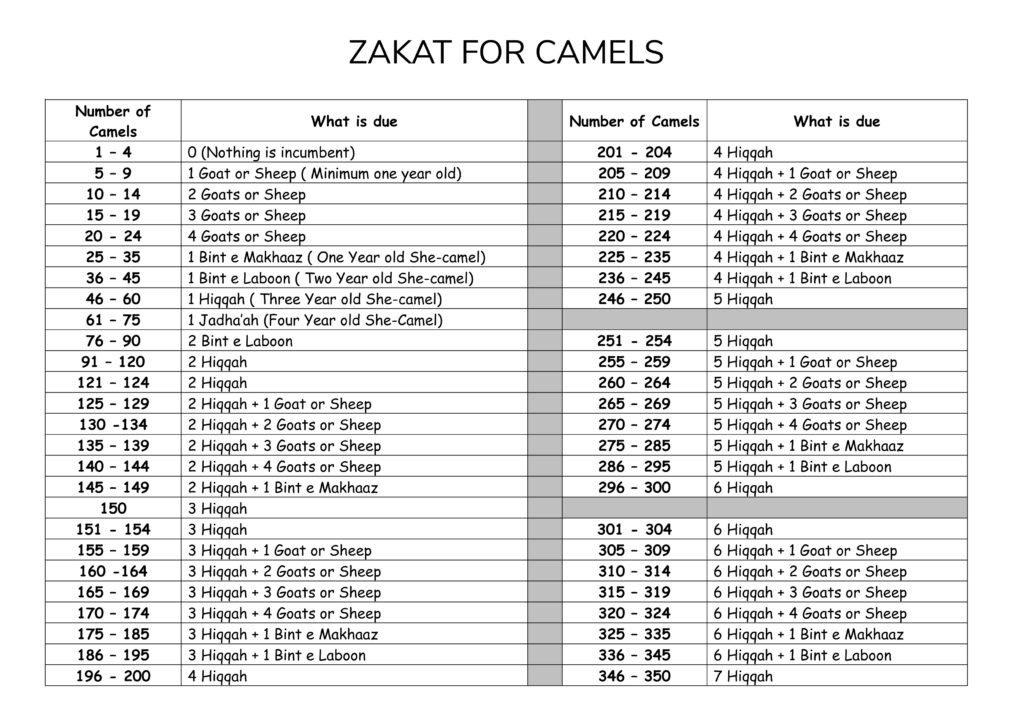 ZAKAT FOR CAMELS
Number of
Camels
What is due
1 – 4 0 (Nothing is incumbent)
5 – 9 1 Goat or Sheep ( Minimum one year old)
10 – 14 2 Goats or Sheep
15 – 19 3 Goats or Sheep
20 - 24 4 Goats or Sheep
25 – 35 1 Bint e Makhaaz ( One Year old She-camel)
36 – 45 1 Bint e Laboon ( Two Year old She-camel)
46 – 60 1 Hiqqah ( Three Year old She-camel)
61 – 75 1 Jadha’ah (Four Year old She-Camel)
76 – 90 2 Bint e Laboon
91 – 120 2 Hiqqah
121 – 124 2 Hiqqah
125 – 129 2 Hiqqah + 1 Goat or Sheep
130 -134 2 Hiqqah + 2 Goats or Sheep
135 – 139 2 Hiqqah + 3 Goats or Sheep
140 – 144 2 Hiqqah + 4 Goats or Sheep
145 – 149 2 Hiqqah + 1 Bint e Makhaaz
150 3 Hiqqah
151 - 154 3 Hiqqah
155 – 159 3 Hiqqah + 1 Goat or Sheep
160 -164 3 Hiqqah + 2 Goats or Sheep
165 – 169 3 Hiqqah + 3 Goats or Sheep
170 – 174 3 Hiqqah + 4 Goats or Sheep
175 – 185 3 Hiqqah + 1 Bint e Makhaaz
186 – 195 3 Hiqqah + 1 Bint e Laboon
196 - 200 4 Hiqqah
Number of Camels What is due
201 - 204 4 Hiqqah
205 – 209 4 Hiqqah + 1 Goat or Sheep
210 – 214 4 Hiqqah + 2 Goats or Sheep
215 – 219 4 Hiqqah + 3 Goats or Sheep
220 – 224 4 Hiqqah + 4 Goats or Sheep
225 – 235 4 Hiqqah + 1 Bint e Makhaaz
236 – 245 4 Hiqqah + 1 Bint e Laboon
246 – 250 5 Hiqqah
251 - 254 5 Hiqqah
255 – 259 5 Hiqqah + 1 Goat or Sheep
260 – 264 5 Hiqqah + 2 Goats or Sheep
265 – 269 5 Hiqqah + 3 Goats or Sheep
270 – 274 5 Hiqqah + 4 Goats or Sheep
275 – 285 5 Hiqqah + 1 Bint e Makhaaz
286 – 295 5 Hiqqah + 1 Bint e Laboon
296 – 300 6 Hiqqah
301 - 304 6 Hiqqah
305 – 309 6 Hiqqah + 1 Goat or Sheep
310 – 314 6 Hiqqah + 2 Goats or Sheep
315 – 319 6 Hiqqah + 3 Goats or Sheep
320 – 324 6 Hiqqah + 4 Goats or Sheep
325 – 335 6 Hiqqah + 1 Bint e Makhaaz
336 – 345 6 Hiqqah + 1 Bint e Laboon
346 – 350 7 Hiqqah